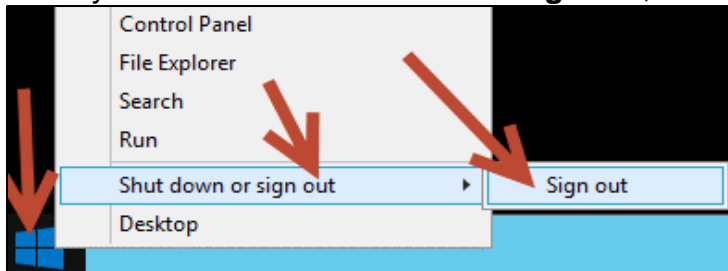 Control Panel
File Explorer
Search
Run
Shut down or sign out
Sign out
Desktop